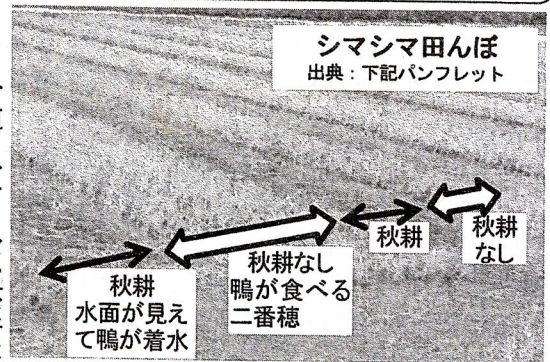 シマシマ田んぼ
出典：下記パンフレット
秋耕
水面が見え
て鴨が着水
秋耕なし
鴨が食べる
二番穂
秋耕
秋耕
なし